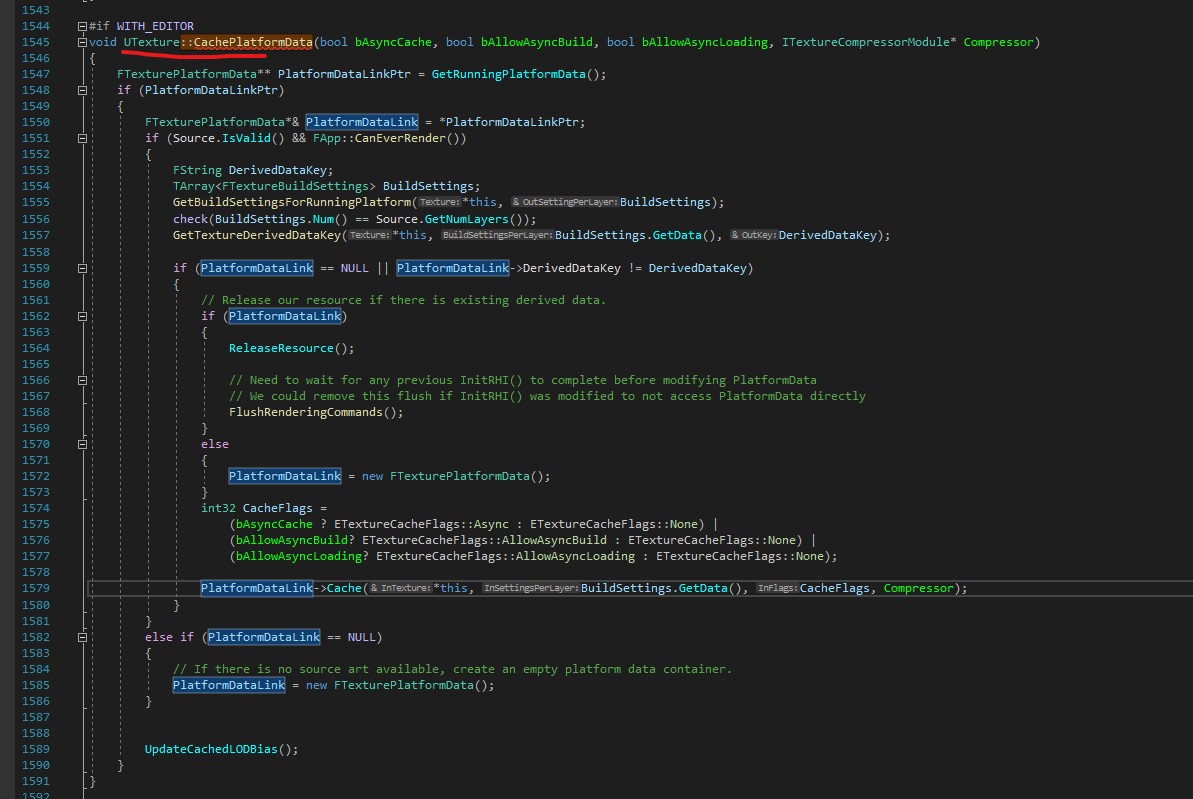 1543
1544 #if WITH_EDITOR
1545 void UTexture::CachePlatformData(bool bAsyncCache, bool bAllowAsyncBuild, bool bAllowAsyncLoading, ITextureCompressorModule* Compressor)
1546 {
1547 FTexturePlatformData** PlatformDataLinkPtr = GetRunningPlatformData();
1548 if (PlatformDataLinkPtr)
1549 {
1550 FTexturePlatformData*& PlatformDataLink = *PlatformDataLinkPtr;
1551 if (Source.IsValid() && FApp::CanEverRender())
1552 {
1553 FString DerivedDataKey;
1554 TArray<FTextureBuildSettings> BuildSettings;
1555 GetBuildSettingsForRunningPlatform(Texture: *this, & OutSettingPerLayer: BuildSettings);
1556 check(BuildSettings.Num() == Source.GetNumLayers());
1557 GetTextureDerivedDataKey(Texture: *this, BuildSettingsPerLayer: BuildSettings.GetData(), & OutKey: DerivedDataKey);
1558
1559 if (PlatformDataLink == NULL || PlatformDataLink->DerivedDataKey != DerivedDataKey)
1560 {
1561 // Release our resource if there is existing derived data.
1562 if (PlatformDataLink)
1563 {
1564 ReleaseResource();
1565
1566 // Need to wait for any previous InitRHI() to complete before modifying PlatformData
1567 // We could remove this flush if InitRHI() was modified to not access PlatformData directly
1568 FlushRenderingCommands();
1569 }
1570 else
1571 {
1572 PlatformDataLink = new FTexturePlatformData();
1573 }
1574 int32 CacheFlags =
1575 (bAsyncCache ? ETextureCacheFlags::Async : ETextureCacheFlags::None) |
1576 (bAllowAsyncBuild? ETextureCacheFlags::AllowAsyncBuild : ETextureCacheFlags::None) |
1577 (bAllowAsyncLoading? ETextureCacheFlags::AllowAsyncLoading : ETextureCacheFlags::None);
1578
1579 PlatformDataLink->Cache(& InTexture: *this, InSettingsPerLayer: BuildSettings.GetData(), InFlags: CacheFlags, Compressor);
1580 }
1581 }
1582 else if (PlatformDataLink == NULL)
1583 {
1584 // If there is no source art available, create an empty platform data container.
1585 PlatformDataLink = new FTexturePlatformData();
1586 }
1587
1588
1589 UpdateCachedLODBias();
1590 }
1591 }
1592